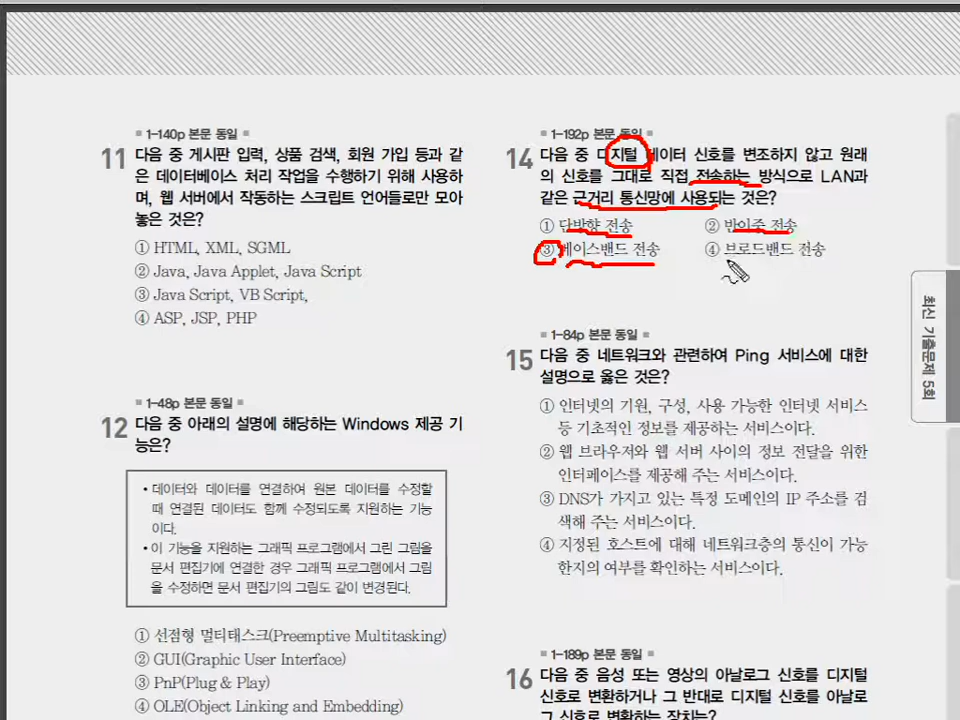 ■ 1-140p 본문 동일 ■
11 다음 중 게시판 입력, 상품 검색, 회원 가입 등과 같
은 데이터베이스 처리 작업을 수행하기 위해 사용하
며, 웹 서버에서 작동하는 스크립트 언어들로만 모아
놓은 것은?
① HTML, XML, SGML
② Java, Java Applet, Java Script
③ Java Script, VB Script,
④ ASP, JSP, PHP
■ 1-48p 본문 동일 ■
12 다음 중 아래의 설명에 해당하는 Windows 제공 기
능은?
• 데이터와 데이터를 연결하여 원본 데이터를 수정할
때 연결된 데이터도 함께 수정되도록 지원하는 기능
이다.
• 이 기능을 지원하는 그래픽 프로그램에서 그린 그림을
문서 편집기에 연결한 경우 그래픽 프로그램에서 그림
을 수정하면 문서 편집기의 그림도 같이 변경된다.
① 선점형 멀티태스크(Preemptive Multitasking)
② GUI(Graphic User Interface)
③ PnP(Plug & Play)
④ OLE(Object Linking and Embedding)
■ 1-192p 본문 동일 ■
14 다음 중 디지털 데이터 신호를 변조하지 않고 원래
의 신호를 그대로 직접 전송하는 방식으로 LAN과
같은 근거리 통신망에 사용되는 것은?
① 단방향 전송
② 반이중 전송
③ 베이스밴드 전송
④ 브로드밴드 전송
■ 1-84p 본문 동일 ■
15 다음 중 네트워크와 관련하여 Ping 서비스에 대한
설명으로 옳은 것은?
① 인터넷의 기원, 구성, 사용 가능한 인터넷 서비스
등 기초적인 정보를 제공하는 서비스이다.
② 웹 브라우저와 웹 서버 사이의 정보 전달을 위한
인터페이스를 제공해 주는 서비스이다.
③ DNS가 가지고 있는 특정 도메인의 IP 주소를 검
색해 주는 서비스이다.
④ 지정된 호스트에 대해 네트워크층의 통신이 가능
한지의 여부를 확인하는 서비스이다.
■ 1-189p 본문 동일 ■
16 다음 중 음성 또는 영상의 아날로그 신호를 디지털
신호로 변환하거나 그 반대로 디지털 신호를 아날로
그 신호로 변환하는 장치는?
최신 기출문제 5회